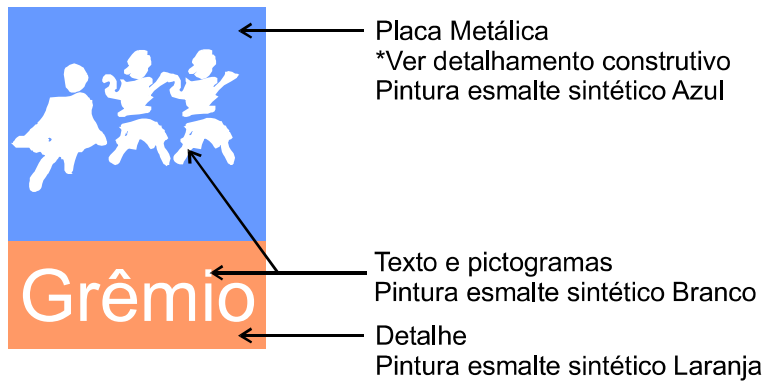 Placa Metálica
*Ver detalhamento construtivo
Pintura esmalte sintético Azul
Grêmio
Texto e pictogramas
Pintura esmalte sintético Branco
Detalhe
Pintura esmalte sintético Laranja